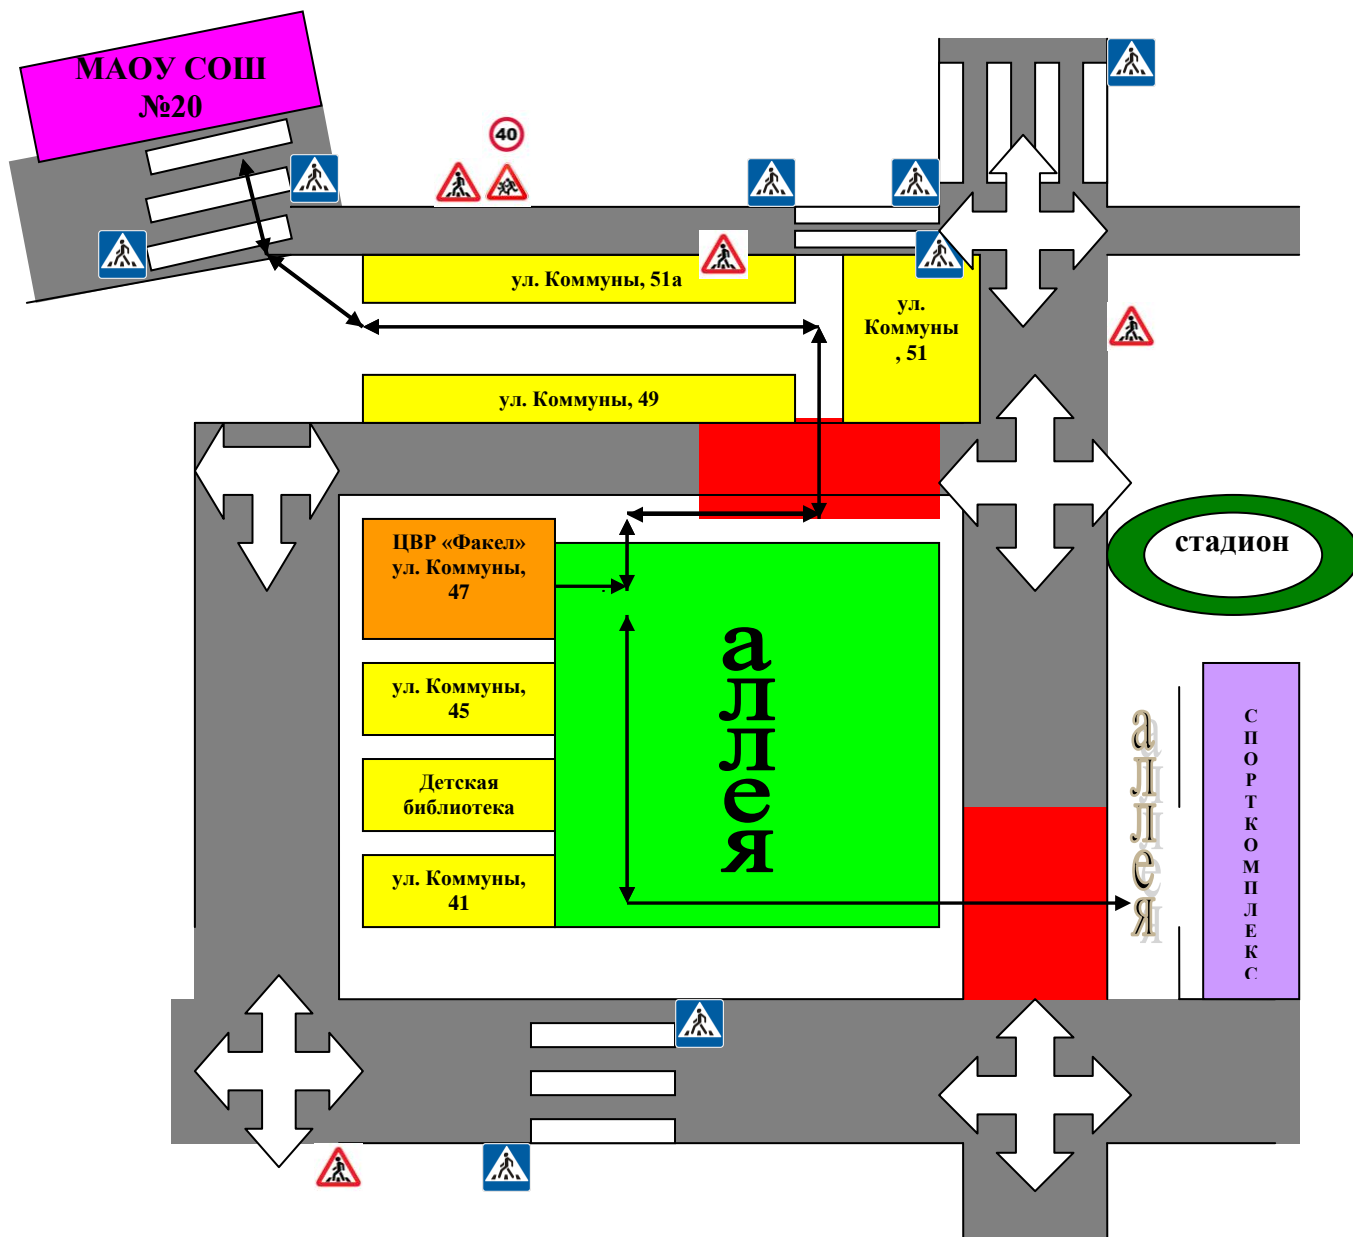 МАОУ СОШ
№20
40
ул. Коммуны, 51а
ул.
Коммуны
, 51
ул. Коммуны, 49
ЦВР «Факел»
ул. Коммуны,
47
стадион
аллея
ул. Коммуны,
45
Детская
библиотека
ул. Коммуны,
41
аллея
СПОРТКОМПЛЕКС